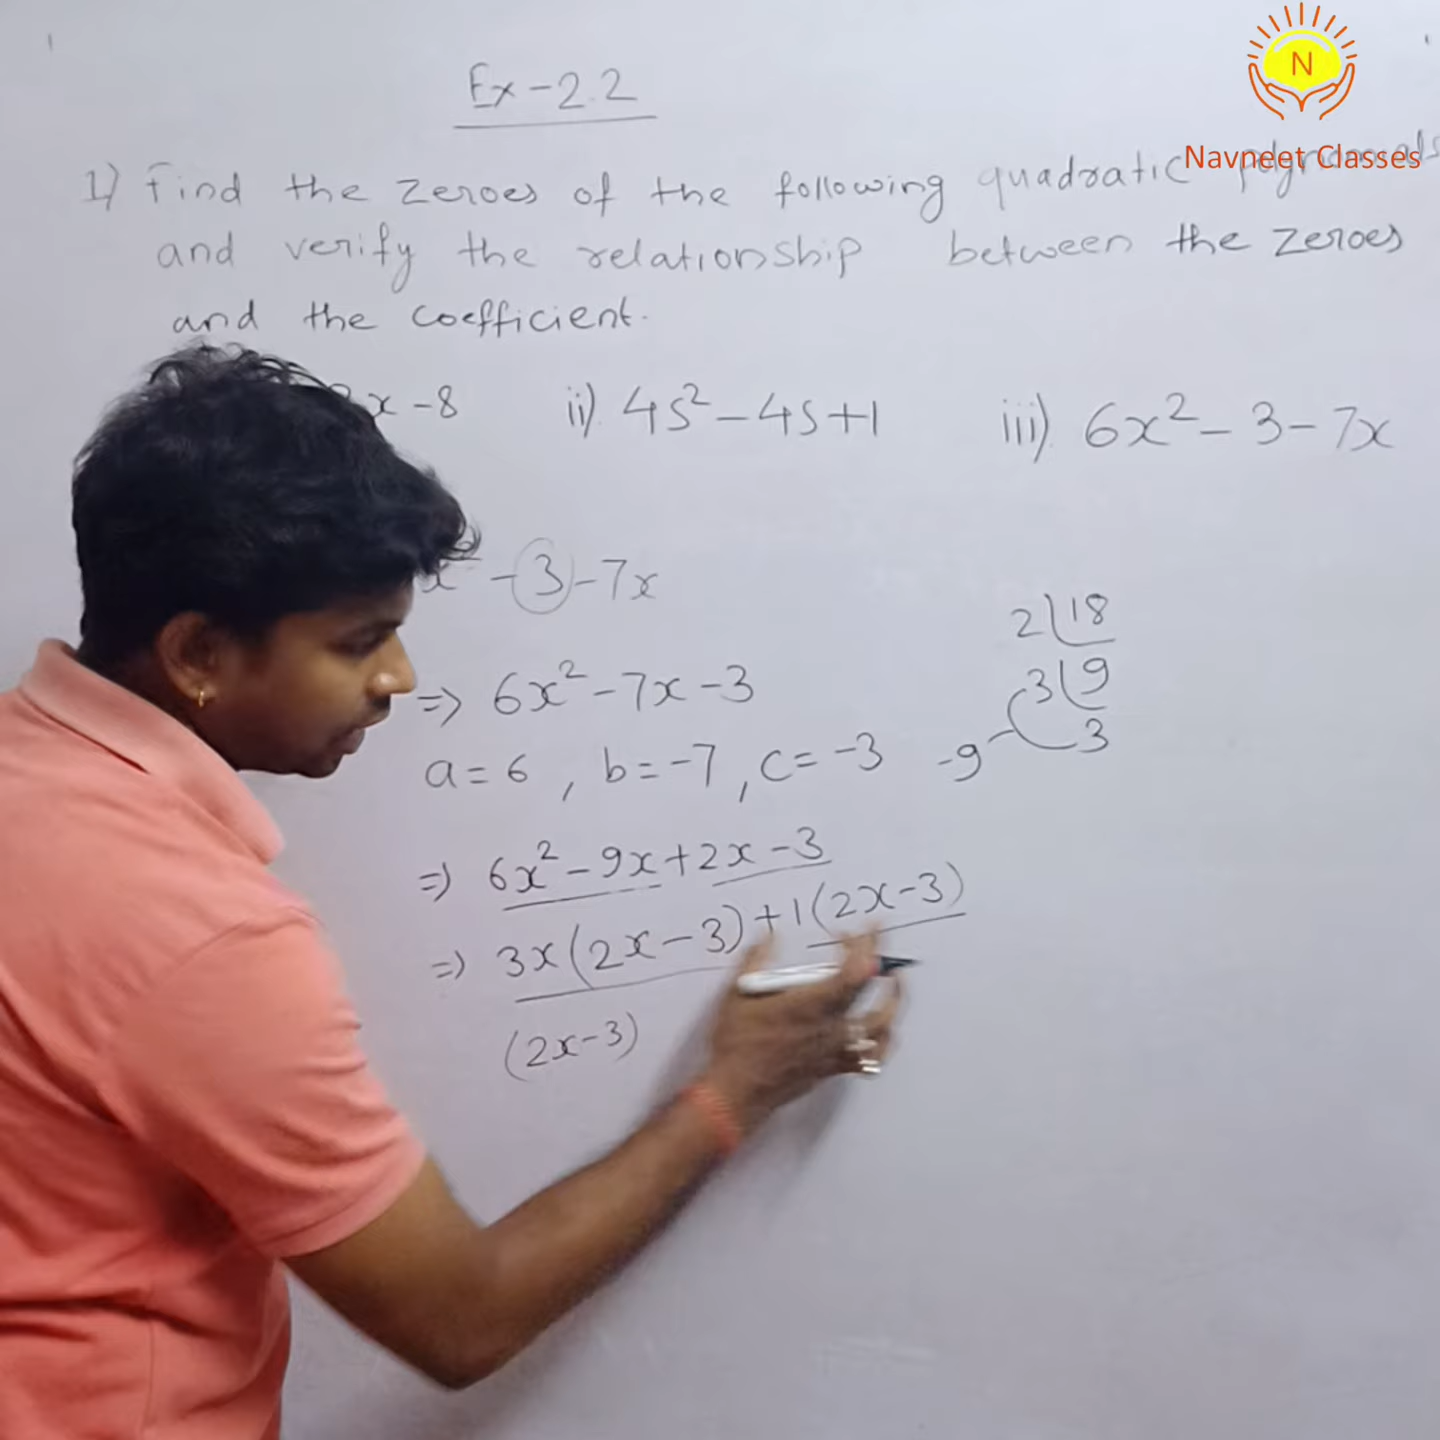 N
Navneet Classes
Ex-2.2
1) Find the zeroes of the following quadratic polynomials
and verify the relationship between the zeroes
and the coefficient.
x - 8 ii) 4s² - 4s + 1 iii) 6x² - 3 - 7x
x² - 3 - 7x
⇒ 6x² - 7x - 3
a = 6 , b = -7 , c = -3
2 18
3 9
3
-9
⇒ 6x² - 9x + 2x - 3
⇒ 3x(2x - 3) + 1(2x - 3)
(2x - 3)